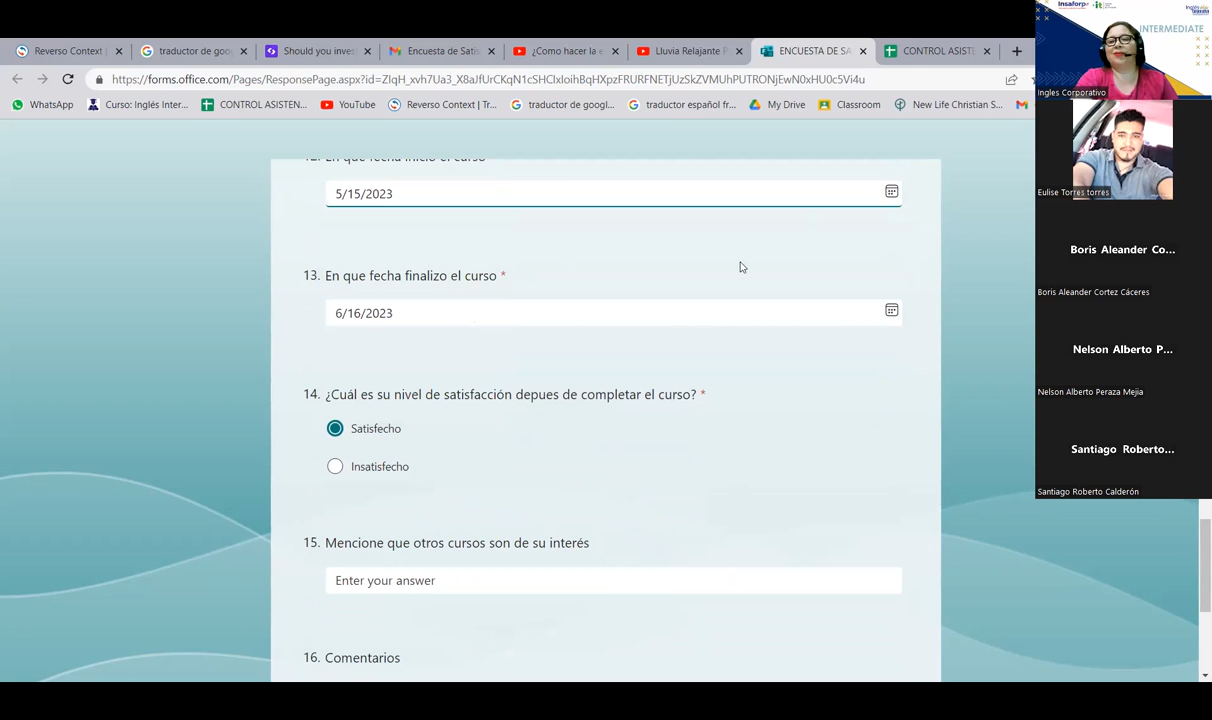 Reverso Context |
traductor de goo
Should you inves
Encuesta de Satis
¿Como hacer la e
Lluvia Relajante P
ENCUESTA DE SA
CONTROL ASISTE
https://forms.office.com/Pages/ResponsePage.aspx?id=ZIqH_xvh7Ua3_X8aJfUrCKqN1cSHClxIoihBqHXpzFRURFNETjUzSkZVMUhPUTRONjEwN0xHU0c5Vi4u
WhatsApp
Curso: Inglés Inter...
CONTROL ASISTEN...
YouTube
Reverso Context | Tr...
traductor de googl...
traductor español fr...
My Drive
Classroom
New Life Christian S...
5/15/2023
13. En que fecha finalizo el curso *
6/16/2023
14. ¿Cuál es su nivel de satisfacción depues de completar el curso? *
Satisfecho
Insatisfecho
15. Mencione que otros cursos son de su interés
Enter your answer
16. Comentarios
Insaforp
INTERMEDIATE
Ingles Corporativo
Eulise Torres torres
Boris Aleander Co...
Boris Aleander Cortez Cáceres
Nelson Alberto P...
Nelson Alberto Peraza Mejia
Santiago Roberto...
Santiago Roberto Calderón